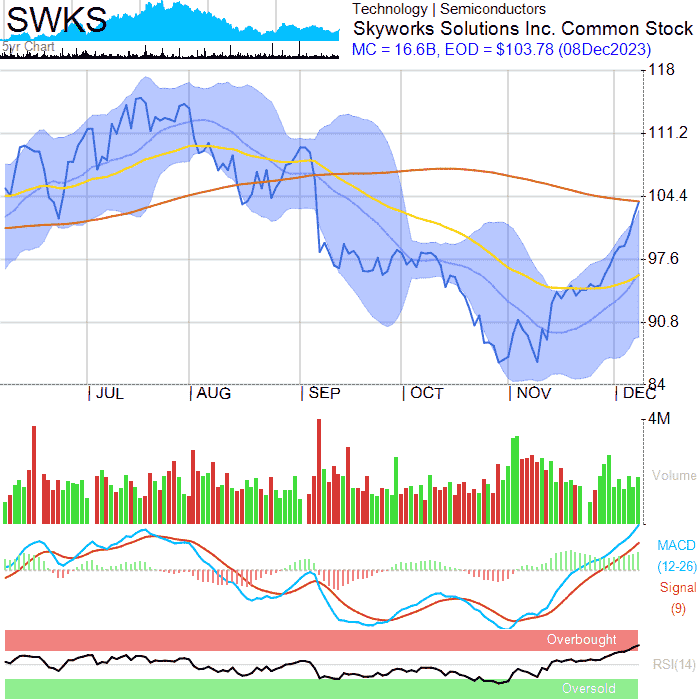 SWKS
5yr Chart
Technology | Semiconductors
Skyworks Solutions Inc. Common Stock
MC = 16.6B, EOD = $103.78 (08Dec2023)
118
111.2
104.4
97.6
90.8
84
JUL AUG SEP OCT NOV DEC
4M
Volume
MACD
(12-26)
Signal
(9)
Overbought
RSI(14)
Oversold